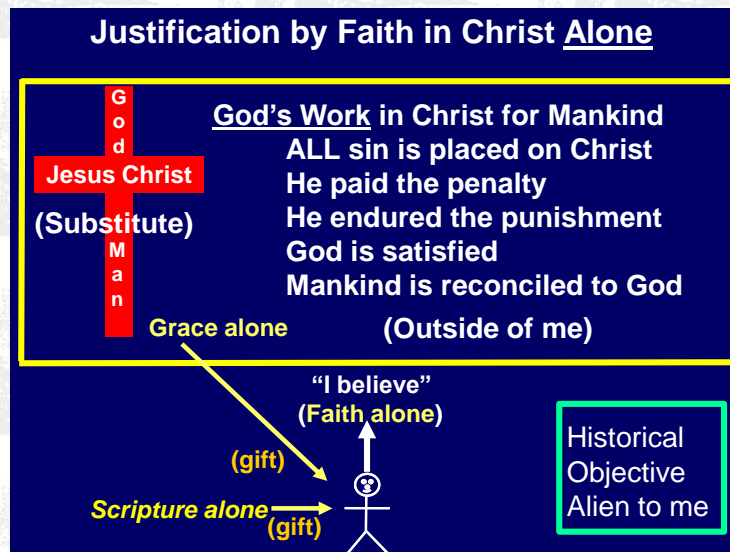 Justification by Faith in Christ Alone
God
Jesus Christ
(Substitute)
Man
God's Work in Christ for Mankind
ALL sin is placed on Christ
He paid the penalty
He endured the punishment
God is satisfied
Mankind is reconciled to God
Grace alone
(Outside of me)
“I believe”
(Faith alone)
(gift)
Scripture alone
(gift)
Historical
Objective
Alien to me